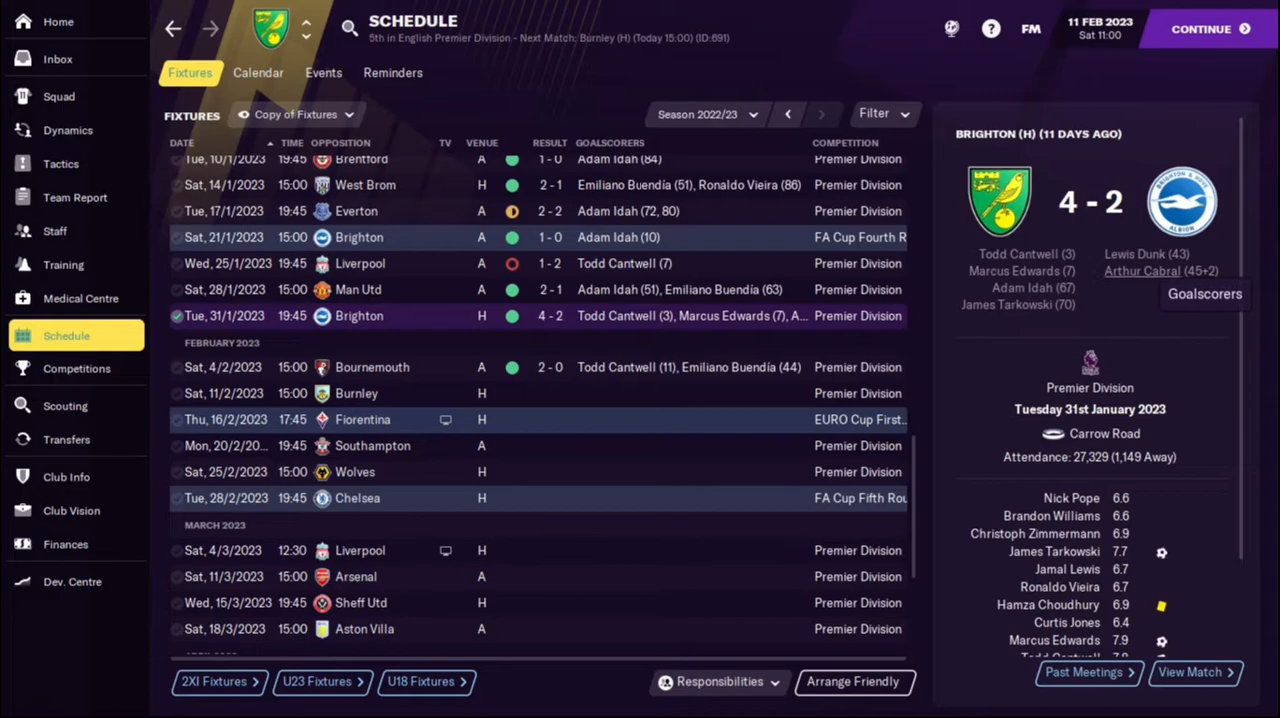 Home
Inbox
Squad
Dynamics
Tactics
Team Report
Staff
Training
Medical Centre
Schedule
Competitions
Scouting
Transfers
Club Info
Club Vision
Finances
Dev. Centre
SCHEDULE
5th in English Premier Division - Next Match: Burnley (H) (Today 15:00) (ID:691)
FM
11 FEB 2023
Sat 11:00
CONTINUE
Fixtures Calendar Events Reminders
FIXTURES Copy of Fixtures Season 2022/23 Filter
DATE TIME OPPOSITION TV VENUE RESULT GOALSCORERS COMPETITION
Tue, 10/1/2023 19:45 Brentford A 1-0 Adam Idah (84) Premier Division
Sat, 14/1/2023 15:00 West Brom H 2-1 Emiliano Buendía (51), Ronaldo Vieira (86) Premier Division
Tue, 17/1/2023 19:45 Everton A 2-2 Adam Idah (72, 80) Premier Division
Sat, 21/1/2023 15:00 Brighton A 1-0 Adam Idah (10) FA Cup Fourth R
Wed, 25/1/2023 19:45 Liverpool A 1-2 Todd Cantwell (7) Premier Division
Sat, 28/1/2023 15:00 Man Utd A 2-1 Adam Idah (51), Emiliano Buendía (63) Premier Division
Tue, 31/1/2023 19:45 Brighton H 4-2 Todd Cantwell (3), Marcus Edwards (7), A... Premier Division
FEBRUARY 2023
Sat, 4/2/2023 15:00 Bournemouth A 2-0 Todd Cantwell (11), Emiliano Buendía (44) Premier Division
Sat, 11/2/2023 15:00 Burnley H Premier Division
Thu, 16/2/2023 17:45 Fiorentina H EURO Cup First...
Mon, 20/2/20... 19:45 Southampton A Premier Division
Sat, 25/2/2023 15:00 Wolves H Premier Division
Tue, 28/2/2023 19:45 Chelsea H FA Cup Fifth Rou
MARCH 2023
Sat, 4/3/2023 12:30 Liverpool H Premier Division
Sat, 11/3/2023 15:00 Arsenal A Premier Division
Wed, 15/3/2023 19:45 Sheff Utd H Premier Division
Sat, 18/3/2023 15:00 Aston Villa A Premier Division
2XI Fixtures U23 Fixtures U18 Fixtures Responsibilities Arrange Friendly
BRIGHTON (H) (11 DAYS AGO)
4 - 2
Todd Cantwell (3) Lewis Dunk (43)
Marcus Edwards (7) Arthur Cabral (45+2)
Adam Idah (67)
James Tarkowski (70)
Goalscorers
Premier Division
Tuesday 31st January 2023
Carrow Road
Attendance: 27,329 (1,149 Away)
Nick Pope 6.6
Brandon Williams 6.6
Christoph Zimmermann 6.9
James Tarkowski 7.7
Jamal Lewis 6.7
Ronaldo Vieira 6.7
Hamza Choudhury 6.9
Curtis Jones 6.4
Marcus Edwards 7.9
Todd Cantwell
Past Meetings View Match